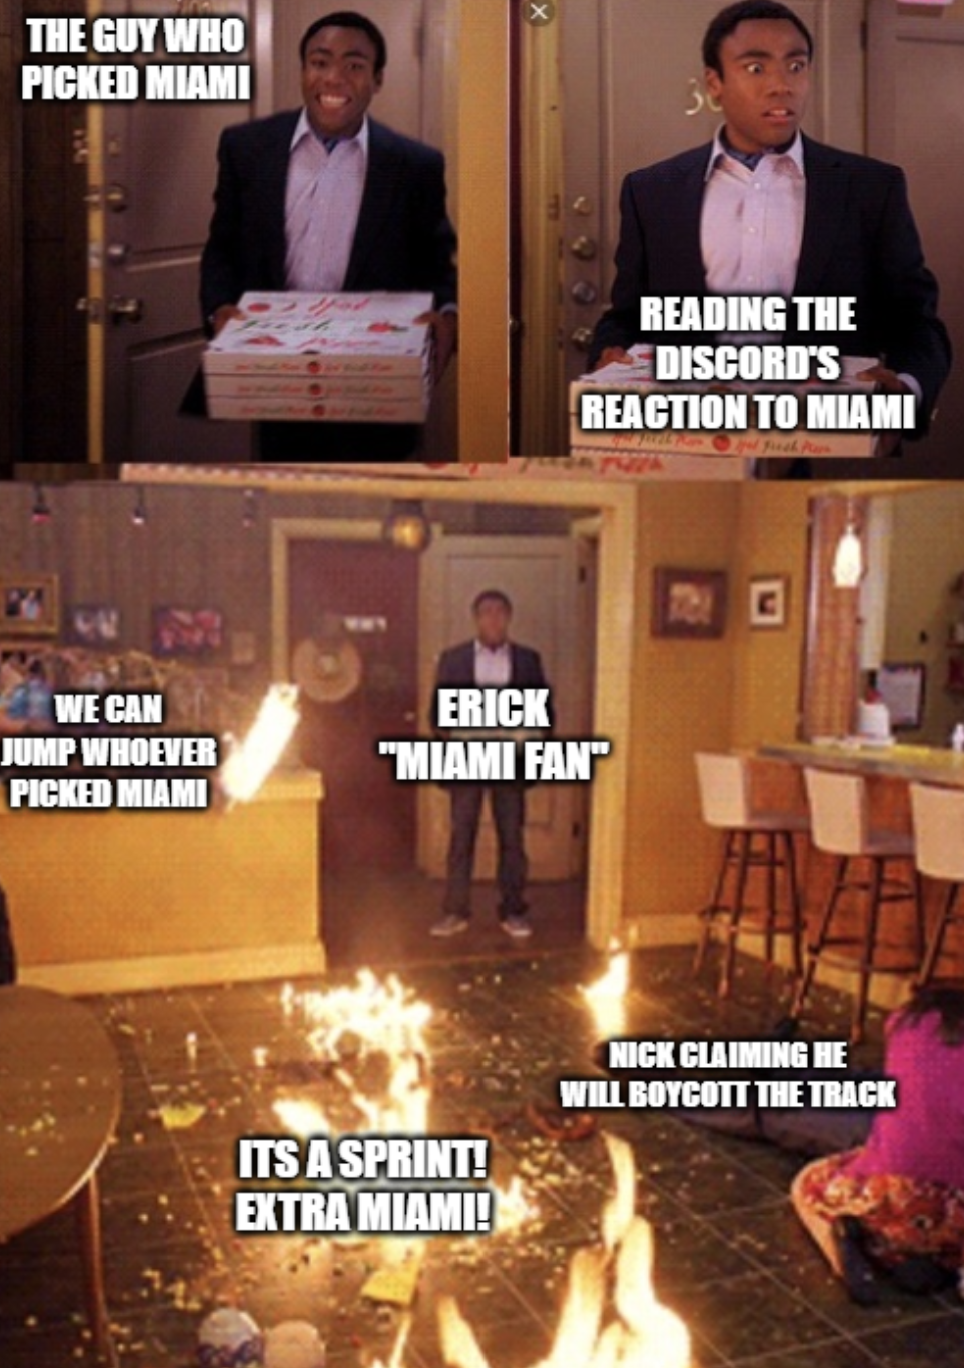 THE GUY WHO
PICKED MIAMI
READING THE
DISCORD'S
REACTION TO MIAMI
WE CAN
JUMP WHOEVER
PICKED MIAMI
ERICK
"MIAMI FAN"
NICK CLAIMING HE
WILL BOYCOTT THE TRACK
ITS A SPRINT!
EXTRA MIAMI!